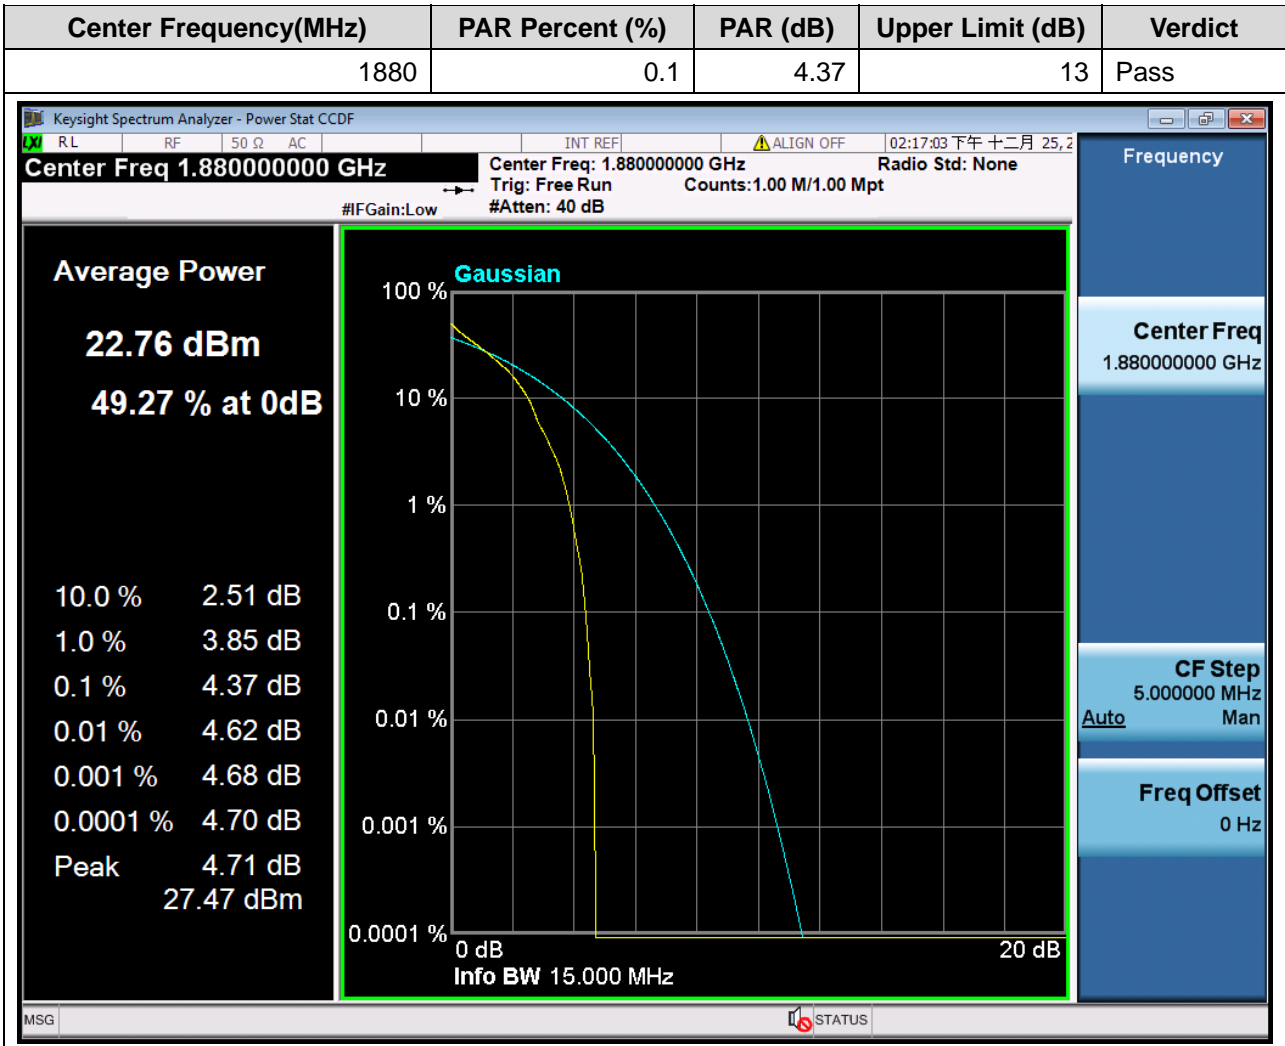 Center Frequency(MHz) PAR Percent (%) PAR (dB) Upper Limit (dB) Verdict
1880 0.1 4.37 13 Pass
Keysight Spectrum Analyzer - Power Stat CCDF
LXI RL RF 50 Ω AC INT REF ALIGN OFF 02:17:03下午 十二月 25, 2
Center Freq 1.880000000 GHz
Center Freq: 1.880000000 GHz Radio Std: None
Trig: Free Run Counts:1.00 M/1.00 Mpt
#IFGain:Low #Atten: 40 dB
Average Power
22.76 dBm
49.27 % at 0dB
10.0 % 2.51 dB
1.0 % 3.85 dB
0.1 % 4.37 dB
0.01 % 4.62 dB
0.001 % 4.68 dB
0.0001 % 4.70 dB
Peak 4.71 dB
27.47 dBm
Gaussian
100 %
10 %
1 %
0.1 %
0.01 %
0.001 %
0.0001 %
0 dB 20 dB
Info BW 15.000 MHz
Frequency
Center Freq
1.880000000 GHz
CF Step
5.000000 MHz
Auto Man
Freq Offset
0 Hz
MSG STATUS